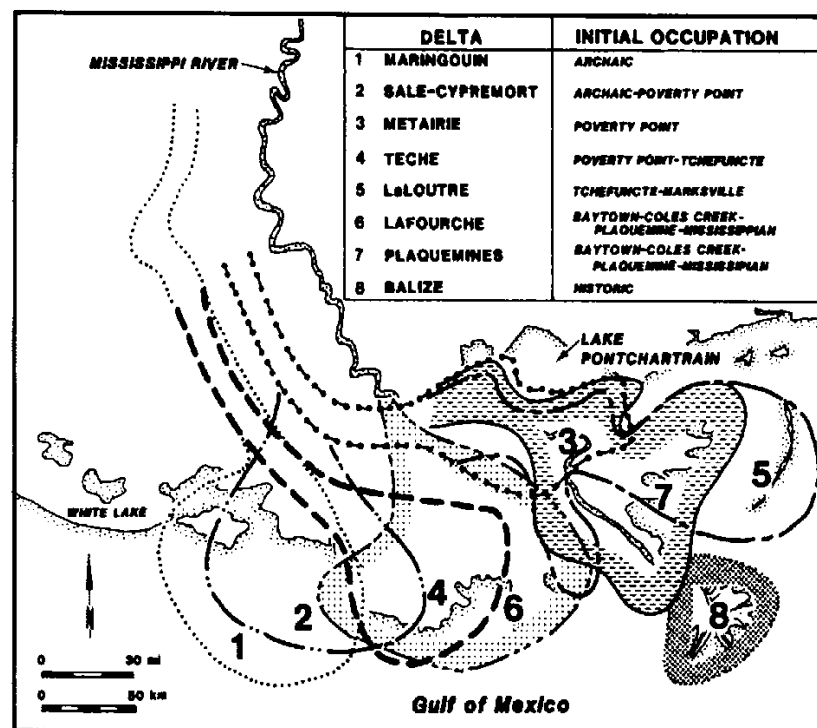 DELTA INITIAL OCCUPATION
1 MARINGOUIN ARCHAIC
2 SALE-CYPREMORT ARCHAIC-POVERTY POINT
3 METAIRIE POVERTY POINT
4 TECHE POVERTY POINT-TCHEFUNCTE
5 LaLOUTRE TCHEFUNCTE-MARKSVILLE
6 LAFOURCHE BAYTOWN-COLES CREEK-
PLAQUEMINE-MISSISSIPPIAN
7 PLAQUEMINES BAYTOWN-COLES CREEK-
PLAQUEMINE-MISSISSIPIAN
8 BALIZE HISTORIC
MISSISSIPPI RIVER
LAKE
PONTCHARTRAIN
WHITE LAKE
3
5
7
2
4
6
1
8
N
0 30 mi
0 50 km
Gulf of Mexico